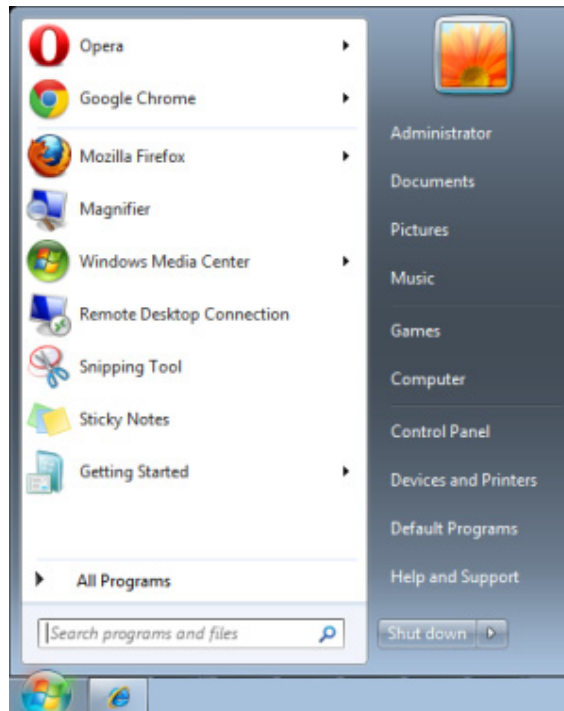 Opera
Google Chrome
Mozilla Firefox
Magnifier
Windows Media Center
Remote Desktop Connection
Snipping Tool
Sticky Notes
Getting Started
All Programs
Search programs and files
Administrator
Documents
Pictures
Music
Games
Computer
Control Panel
Devices and Printers
Default Programs
Help and Support
Shut down